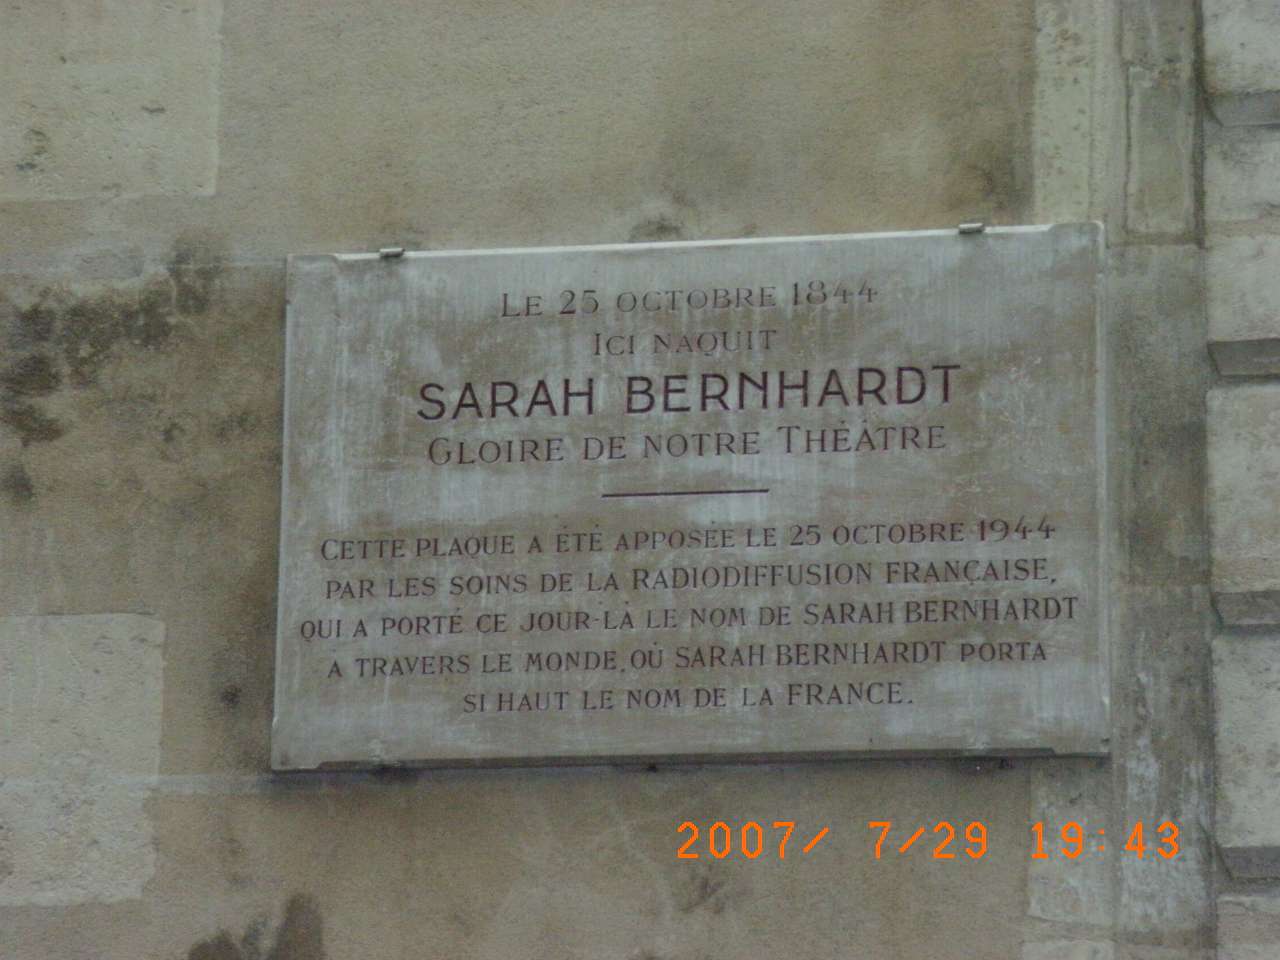 LE 25 OCTOBRE 1844
ICI NAQUIT
SARAH BERNHARDT
GLOIRE DE NOTRE THÉÂTRE
CETTE PLAQUE A ÉTÉ APPOSÉE LE 25 OCTOBRE 1944
PAR LES SOINS DE LA RADIODIFFUSION FRANÇAISE,
QUI A PORTÉ CE JOUR-LÀ LE NOM DE SARAH BERNHARDT
À TRAVERS LE MONDE, OÙ SARAH BERNHARDT PORTA
SI HAUT LE NOM DE LA FRANCE.
2007/ 7/29 19:43